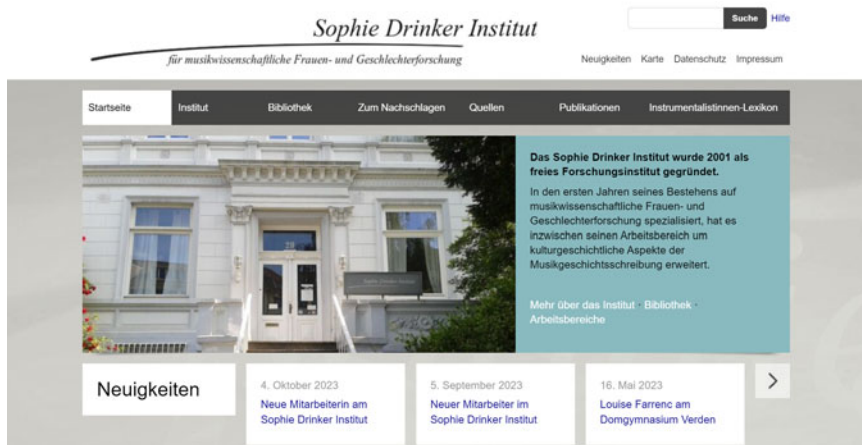 Sophie Drinker Institut
für musikwissenschaftliche Frauen- und Geschlechterforschung
Suche Hilfe
Neuigkeiten Karte Datenschutz Impressum
Startseite Institut Bibliothek Zum Nachschlagen Quellen Publikationen Instrumentalistinnen-Lexikon
28
Sophie Drinker Institut
Das Sophie Drinker Institut wurde 2001 als
freies Forschungsinstitut gegründet.
In den ersten Jahren seines Bestehens auf
musikwissenschaftliche Frauen- und
Geschlechterforschung spezialisiert, hat es
inzwischen seinen Arbeitsbereich um
kulturgeschichtliche Aspekte der
Musikgeschichtsschreibung erweitert.
Mehr über das Institut · Bibliothek ·
Arbeitsbereiche
Neuigkeiten
4. Oktober 2023
Neue Mitarbeiterin am
Sophie Drinker Institut
5. September 2023
Neuer Mitarbeiter im
Sophie Drinker Institut
16. Mai 2023
Louise Farrenc am
Domgymnasium Verden